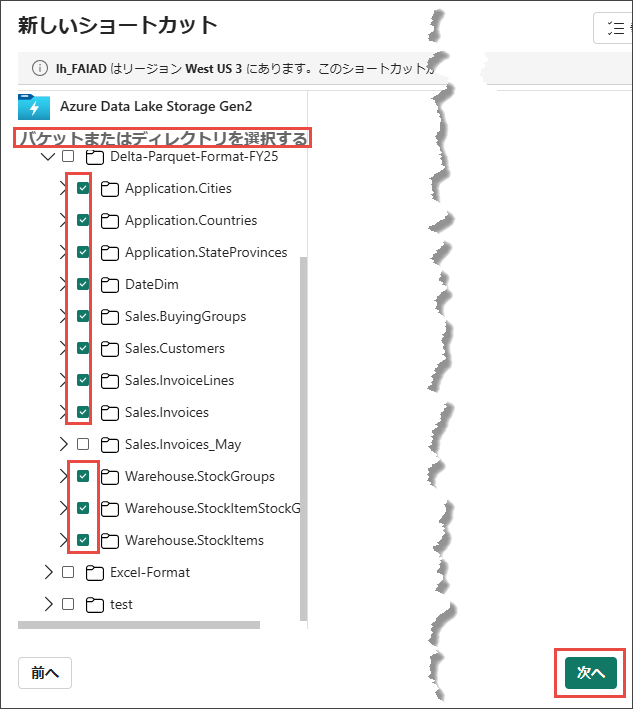 新しいショートカット
lh_FAIAD はリージョン West US 3 にあります。このショートカットが
Azure Data Lake Storage Gen2
バケットまたはディレクトリを選択する
Delta-Parquet-Format-FY25
Application.Cities
Application.Countries
Application.StateProvinces
DateDim
Sales.BuyingGroups
Sales.Customers
Sales.InvoiceLines
Sales.Invoices
Sales.Invoices_May
Warehouse.StockGroups
Warehouse.StockItemStockG
Warehouse.StockItems
Excel-Format
test
前へ
次へ